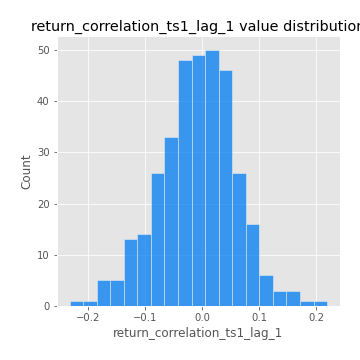 return_correlation_ts1_lag_1 value distribution
50
40
30
20
10
0
Count
−0.2 −0.1 0.0 0.1 0.2
return_correlation_ts1_lag_1